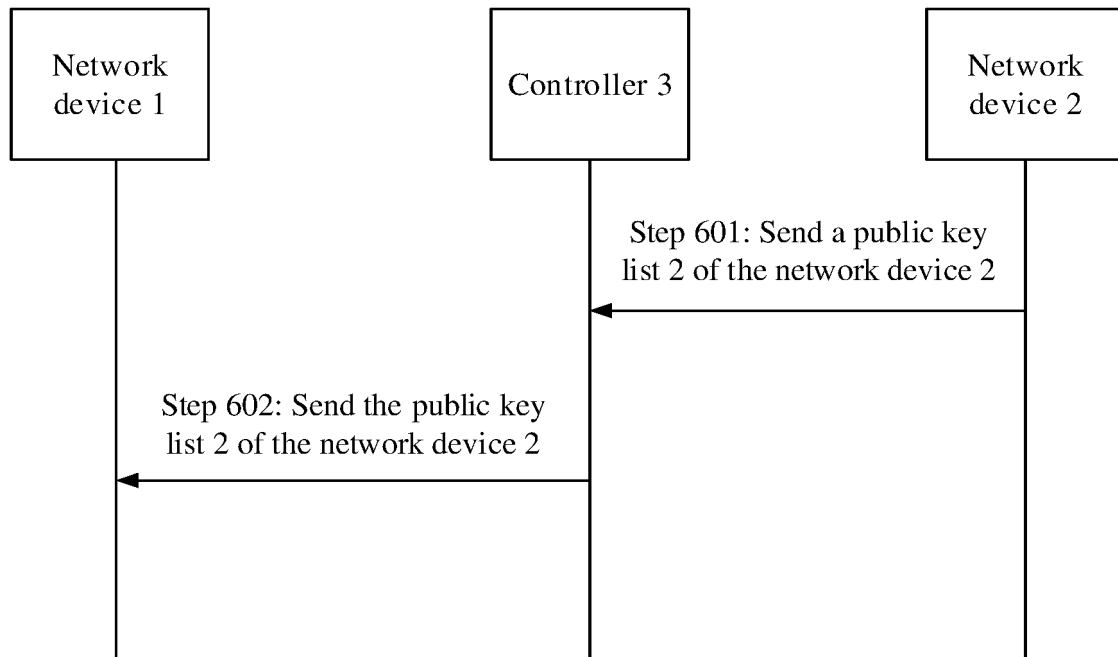 Network
device 1
Controller 3
Network
device 2
Step 601: Send a public key
list 2 of the network device 2
Step 602: Send the public key
list 2 of the network device 2